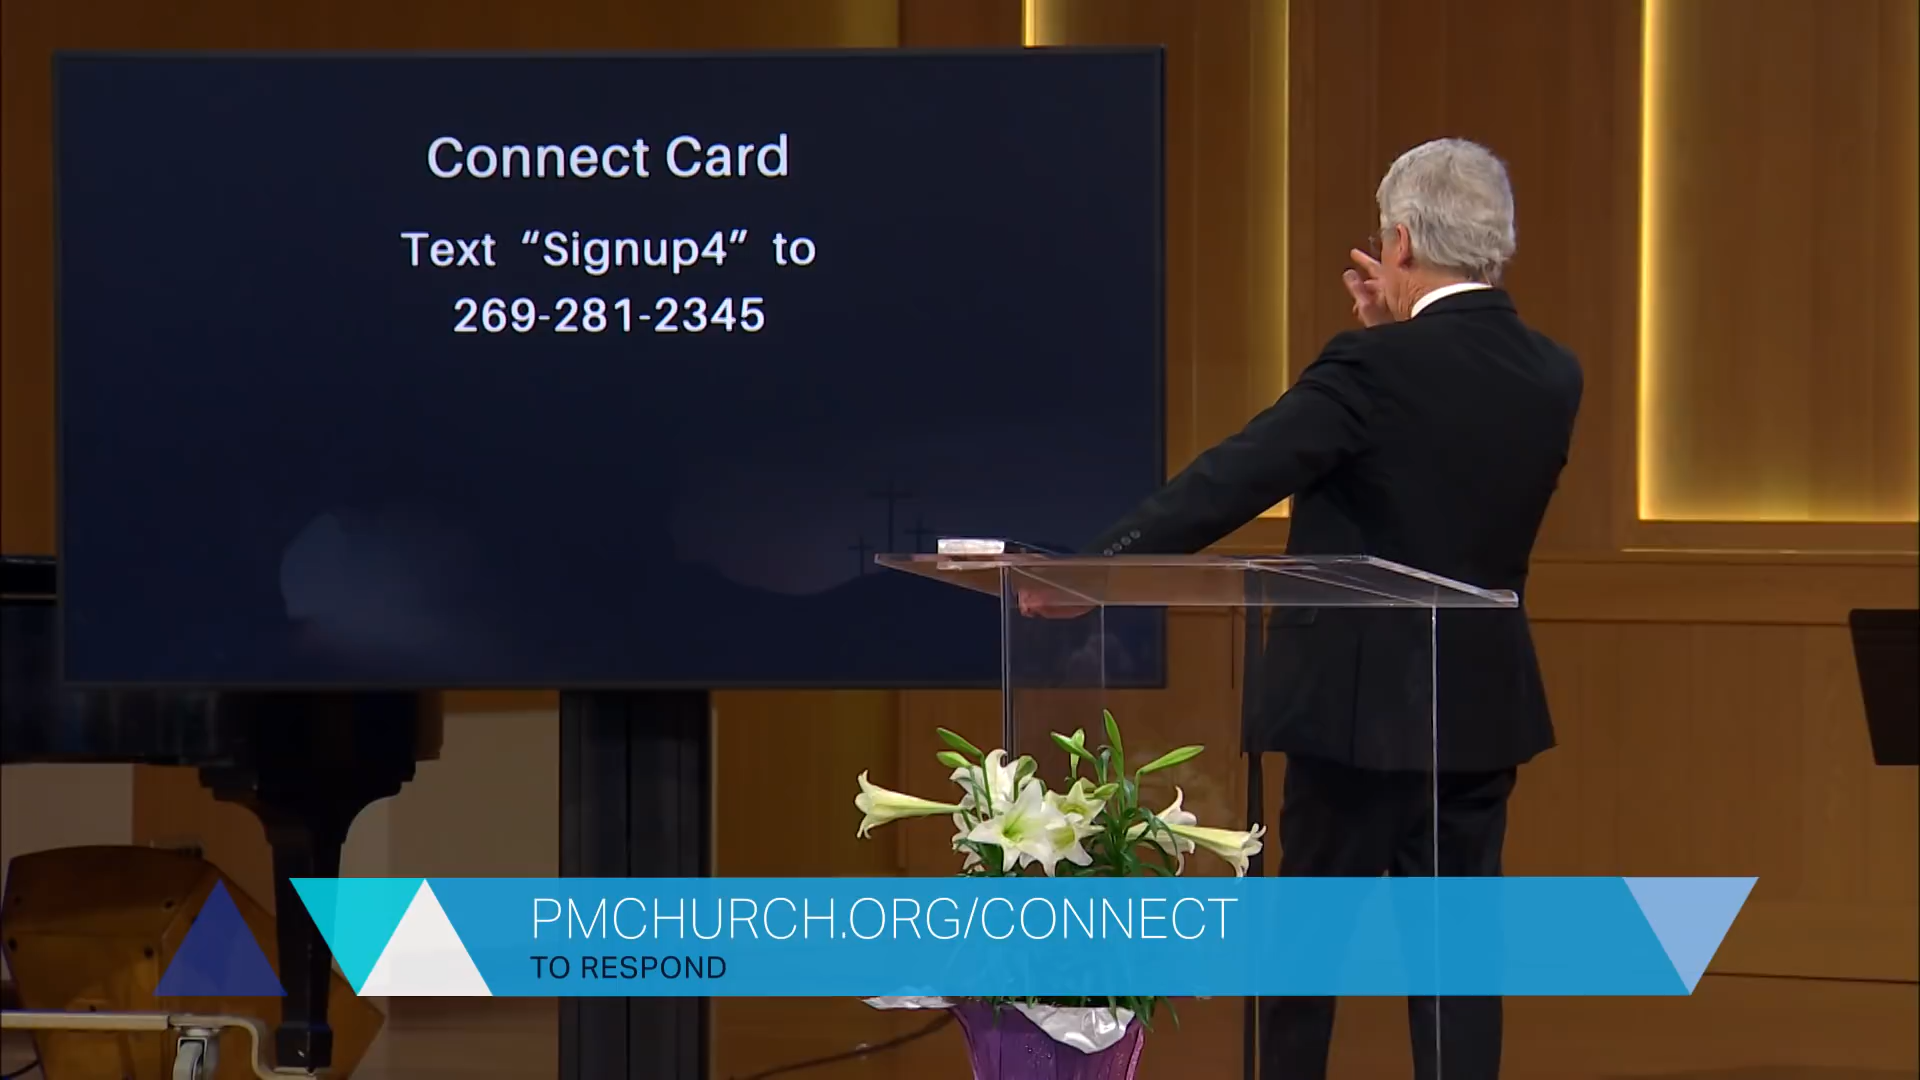 Connect Card
Text “Signup4” to
269-281-2345
PMCHURCH.ORG/CONNECT
TO RESPOND